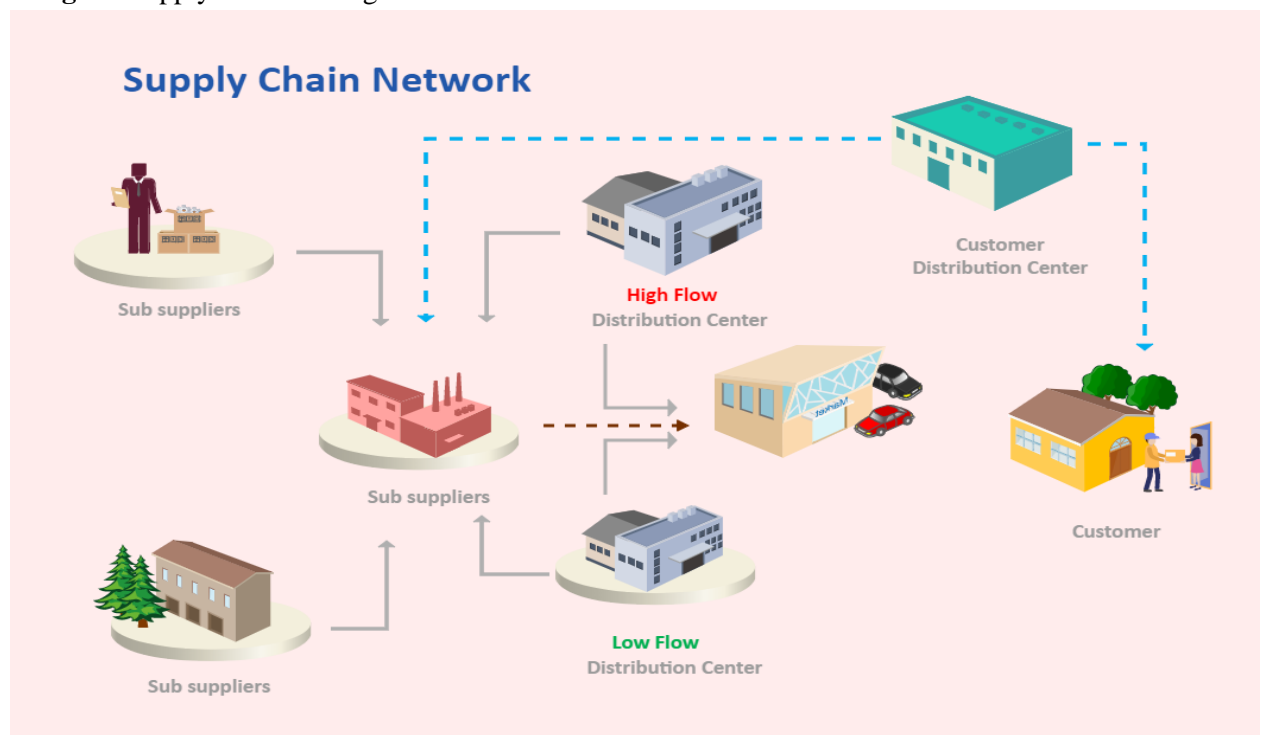 Supply Chain Network
Customer
Distribution Center
Sub suppliers
High Flow
Distribution Center
Market
Sub suppliers
Customer
Low Flow
Distribution Center
Sub suppliers